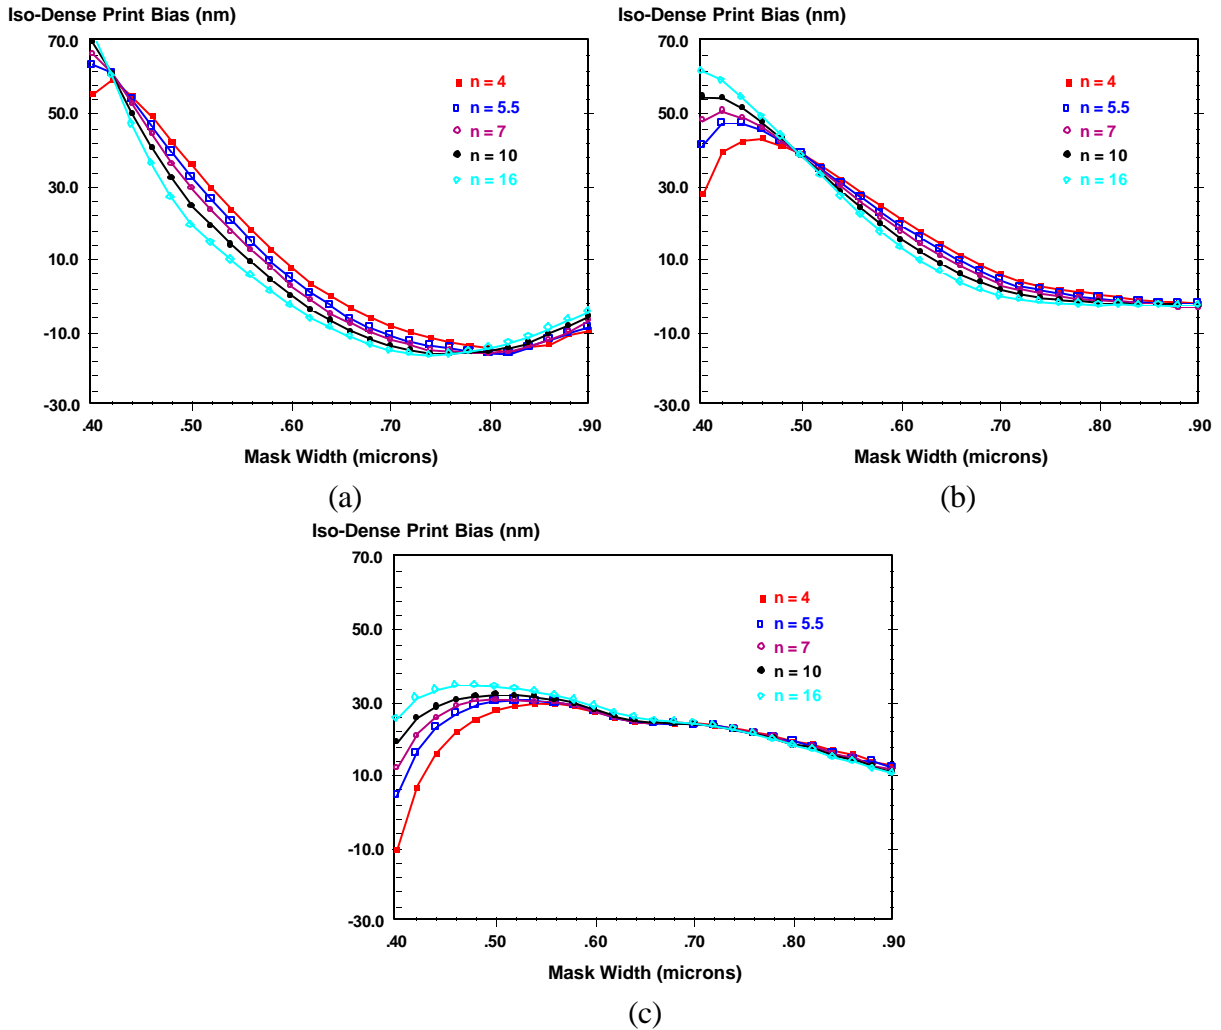 Iso-Dense Print Bias (nm)
70.0
50.0
30.0
10.0
-10.0
-30.0
n = 4
n = 5.5
n = 7
n = 10
n = 16
.40 .50 .60 .70 .80 .90
Mask Width (microns)
(a)
Iso-Dense Print Bias (nm)
70.0
50.0
30.0
10.0
-10.0
-30.0
n = 4
n = 5.5
n = 7
n = 10
n = 16
.40 .50 .60 .70 .80 .90
Mask Width (microns)
(b)
Iso-Dense Print Bias (nm)
70.0
50.0
30.0
10.0
-10.0
-30.0
n = 4
n = 5.5
n = 7
n = 10
n = 16
.40 .50 .60 .70 .80 .90
Mask Width (microns)
(c)